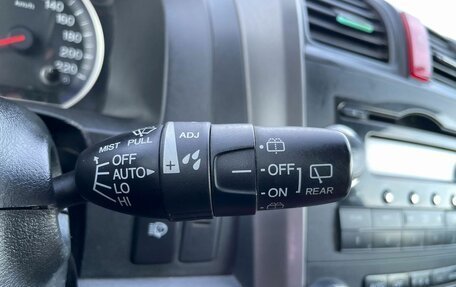 140
160
180
200
220
MIST PULL ADJ
OFF
AUTO
LO
HI
OFF
ON
REAR